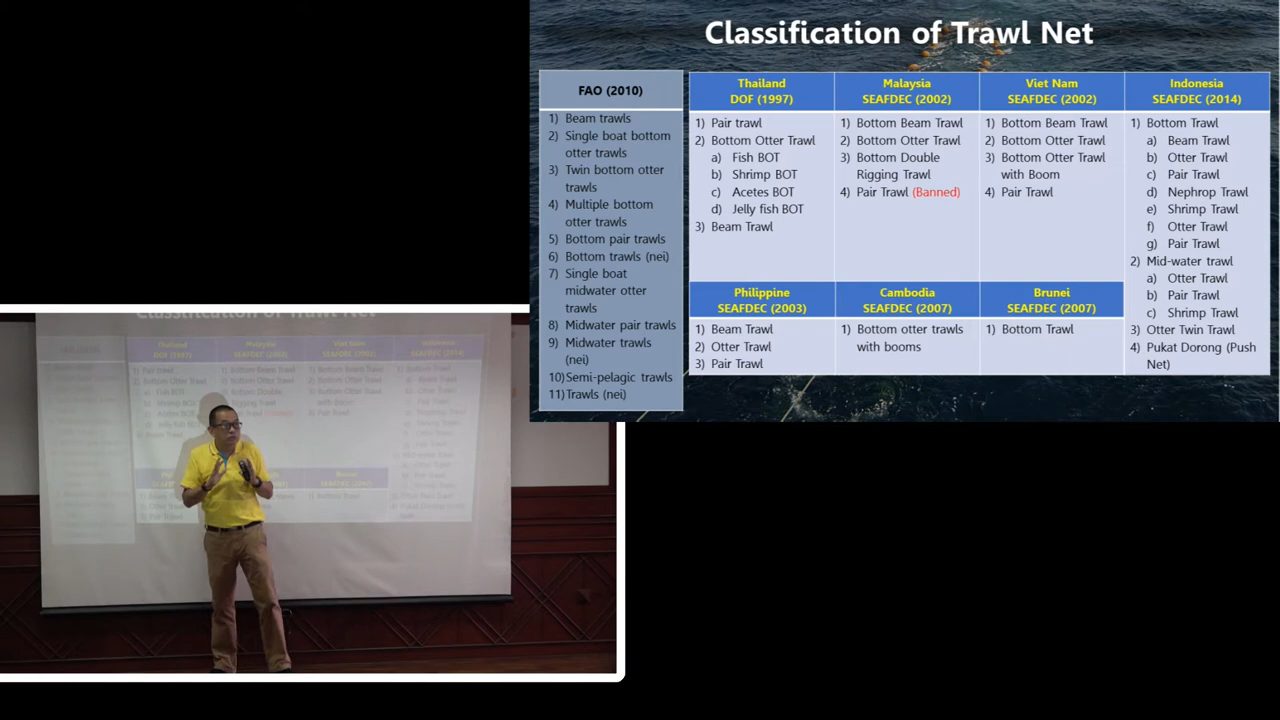 Classification of Trawl Net
FAO (2010)
1) Beam trawls
2) Single boat bottom
otter trawls
3) Twin bottom otter
trawls
4) Multiple bottom
otter trawls
5) Bottom pair trawls
6) Bottom trawls (nei)
7) Single boat
midwater otter
trawls
8) Midwater pair trawls
9) Midwater trawls
(nei)
10)Semi-pelagic trawls
11)Trawls (nei)
Thailand
DOF (1997)
1) Pair trawl
2) Bottom Otter Trawl
a) Fish BOT
b) Shrimp BOT
c) Acetes BOT
d) Jelly fish BOT
3) Beam Trawl
Malaysia
SEAFDEC (2002)
1) Bottom Beam Trawl
2) Bottom Otter Trawl
3) Bottom Double
Rigging Trawl
4) Pair Trawl (Banned)
Viet Nam
SEAFDEC (2002)
1) Bottom Beam Trawl
2) Bottom Otter Trawl
3) Bottom Otter Trawl
with Boom
4) Pair Trawl
Indonesia
SEAFDEC (2014)
1) Bottom Trawl
a) Beam Trawl
b) Otter Trawl
c) Pair Trawl
d) Nephrop Trawl
e) Shrimp Trawl
f) Otter Trawl
g) Pair Trawl
2) Mid-water trawl
a) Otter Trawl
b) Pair Trawl
c) Shrimp Trawl
3) Otter Twin Trawl
4) Pukat Dorong (Push
Net)
Philippine
SEAFDEC (2003)
1) Beam Trawl
2) Otter Trawl
3) Pair Trawl
Cambodia
SEAFDEC (2007)
1) Bottom otter trawls
with booms
Brunei
SEAFDEC (2007)
1) Bottom Trawl